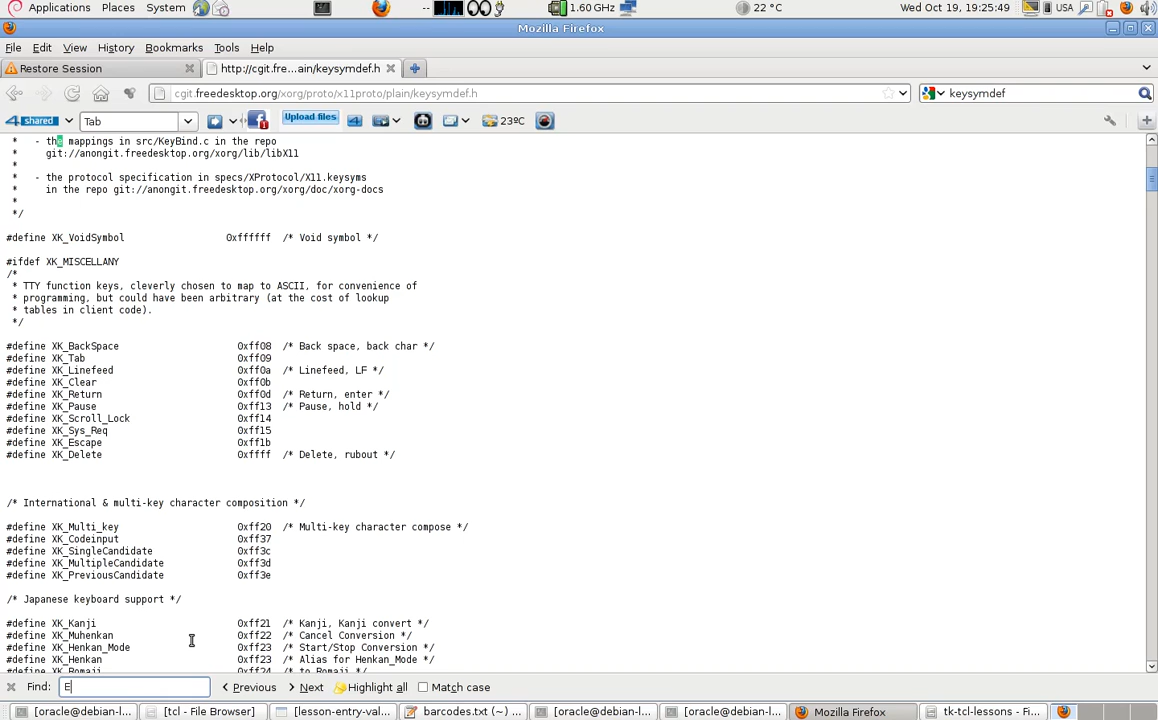 Applications Places System 1.60 GHz 22 °C Wed Oct 19, 19:25:49 USA
Mozilla Firefox
File Edit View History Bookmarks Tools Help
Restore Session http://cgit.fre...ain/keysymdef.h
cgit.freedesktop.org/xorg/proto/x11proto/plain/keysymdef.h keysymdef
4 shared Tab Upload files 23ºC
* - the mappings in src/KeyBind.c in the repo
git://anongit.freedesktop.org/xorg/lib/libX11
*
* - the protocol specification in specs/XProtocol/X11.keysyms
in the repo git://anongit.freedesktop.org/xorg/doc/xorg-docs
*
*/
#define XK_VoidSymbol 0xffffff /* Void symbol */
#ifdef XK_MISCELLANY
/*
* TTY function keys, cleverly chosen to map to ASCII, for convenience of
* programming, but could have been arbitrary (at the cost of lookup
* tables in client code).
*/
#define XK_BackSpace 0xff08 /* Back space, back char */
#define XK_Tab 0xff09
#define XK_Linefeed 0xff0a /* Linefeed, LF */
#define XK_Clear 0xff0b
#define XK_Return 0xff0d /* Return, enter */
#define XK_Pause 0xff13 /* Pause, hold */
#define XK_Scroll_Lock 0xff14
#define XK_Sys_Req 0xff15
#define XK_Escape 0xff1b
#define XK_Delete 0xffff /* Delete, rubout */
/* International & multi-key character composition */
#define XK_Multi_key 0xff20 /* Multi-key character compose */
#define XK_Codeinput 0xff37
#define XK_SingleCandidate 0xff3c
#define XK_MultipleCandidate 0xff3d
#define XK_PreviousCandidate 0xff3e
/* Japanese keyboard support */
#define XK_Kanji 0xff21 /* Kanji, Kanji convert */
#define XK_Muhenkan 0xff22 /* Cancel Conversion */
#define XK_Henkan_Mode 0xff23 /* Start/Stop Conversion */
#define XK_Henkan 0xff23 /* Alias for Henkan_Mode */
#define XK_Romaji 0xff24 /* to Romaji */
Find: E Previous Next Highlight all Match case
[oracle@debian-l... [tcl - File Browser] [lesson-entry-val... barcodes.txt (~) ... [oracle@debian-l... [oracle@debian-l... Mozilla Firefox tk-tcl-lessons - Fi...